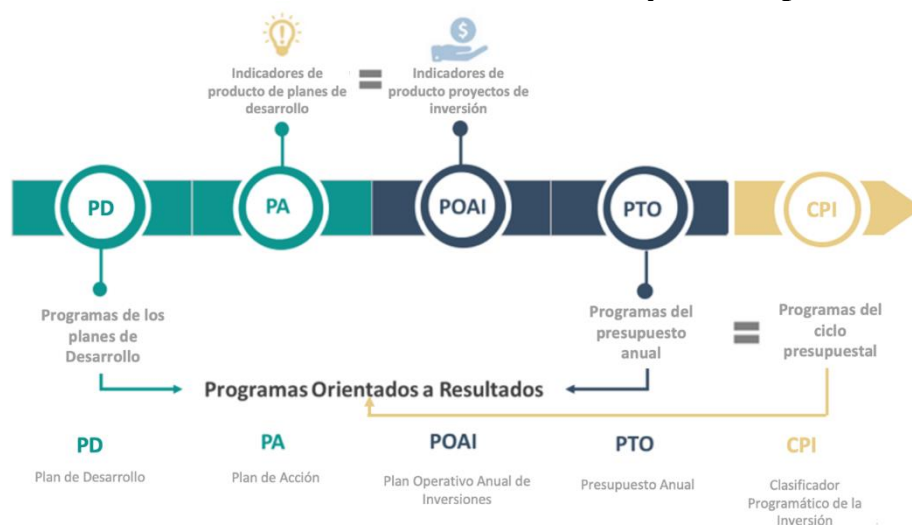 Indicadores de
producto de planes de
desarrollo
=
Indicadores de
producto proyectos de
inversión
PD
PA
POAI
PTO
CPI
Programas de los
planes de
Desarrollo
Programas del
presupuesto
anual
=
Programas del
ciclo
presupuestal
Programas Orientados a Resultados
PD
Plan de Desarrollo
PA
Plan de Acción
POAI
Plan Operativo Anual de
Inversiones
PTO
Presupuesto Anual
CPI
Clasificador
Programático de la
Inversión